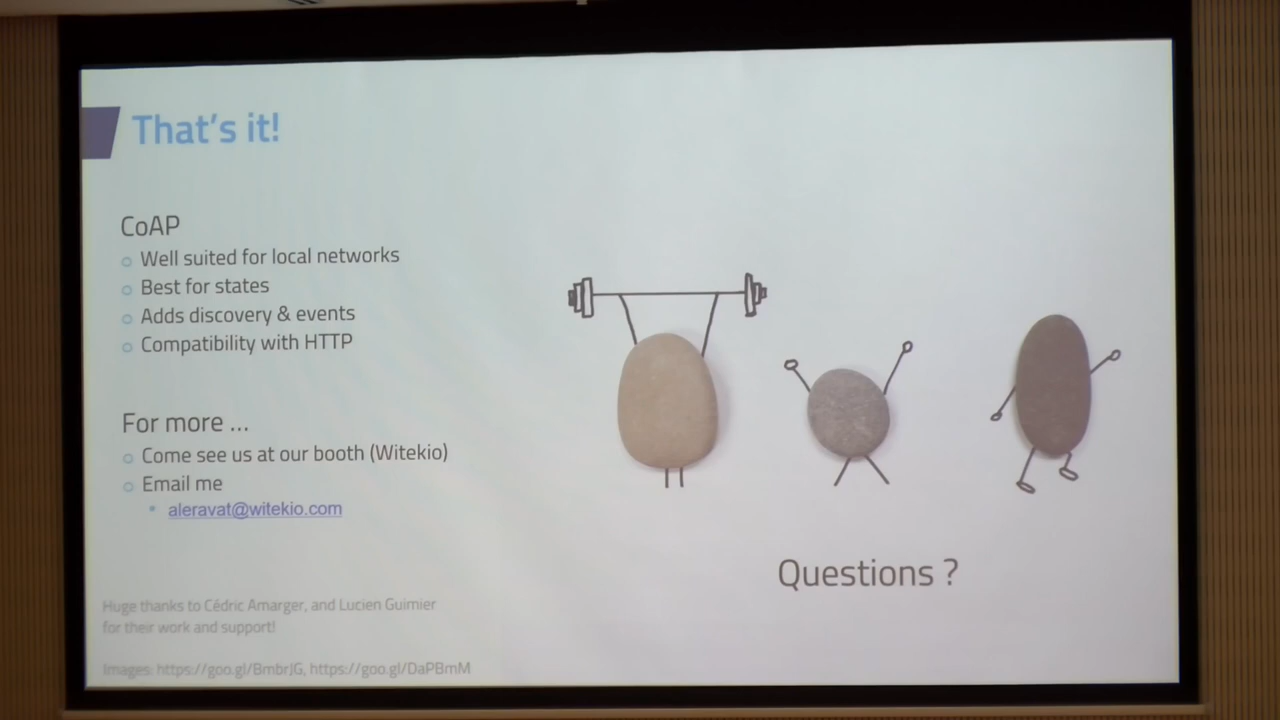 That's it!
CoAP
Well suited for local networks
Best for states
Adds discovery & events
Compatibility with HTTP
For more ...
Come see us at our booth (Witekio)
Email me
aleravat@witekio.com
Questions ?
Huge thanks to Cédric Amarger, and Lucien Guimier
for their work and support!
Images: https://goo.gl/BmbrJG, https://goo.gl/DaPBmM